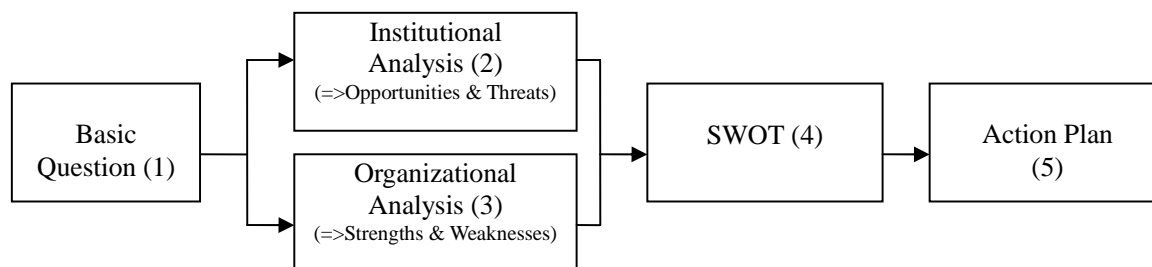 Basic
Question (1)
Institutional
Analysis (2)
(=>Opportunities & Threats)
Organizational
Analysis (3)
(=>Strengths & Weaknesses)
SWOT (4)
Action Plan
(5)